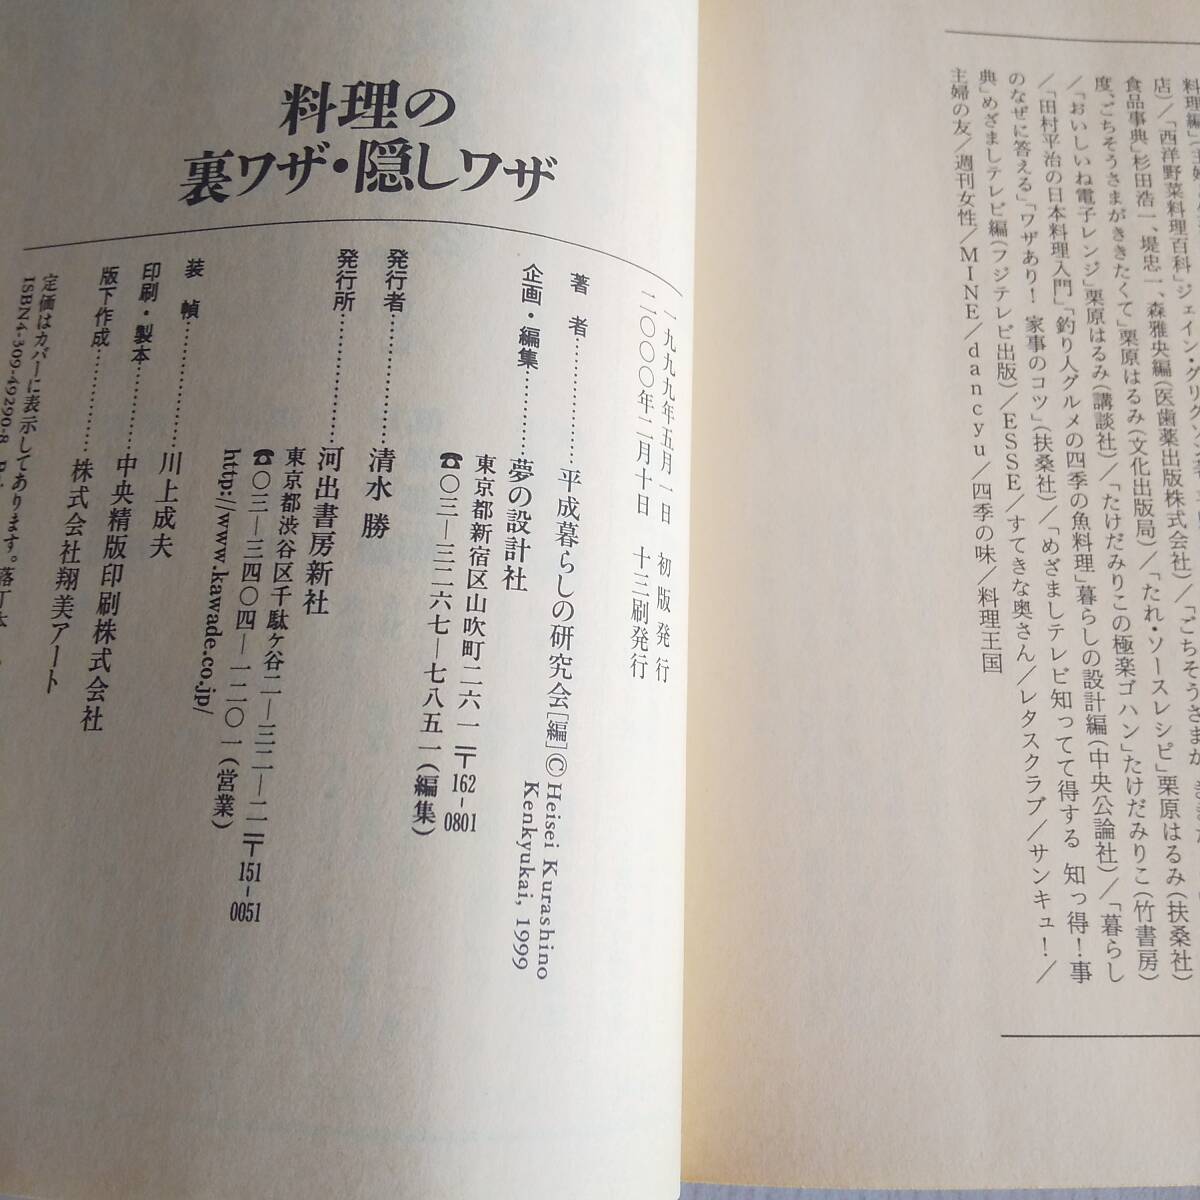 料理編」(主婦
店)/「西洋野菜料理百科」ジェイン・グリグソン
食品事典」杉田浩一、堤忠一、森雅央編(医歯薬出版株式会社)/「ごちそうさまが
度、ごちそうさまがききたくて」栗原はるみ(文化出版局)/「たれ・ソースレシピ」栗原はるみ(扶桑社)
/「おいしいね電子レンジ」栗原はるみ(講談社)/「たけだみりこの極楽ゴハン」たけだみりこ(竹書房)
/「田村平治の日本料理入門」「釣り人グルメの四季の魚料理」暮らしの設計編(中央公論社)/「暮らし
のなぜに答える」「ワザあり! 家事のコツ」(扶桑社)/「めざましテレビ知ってて得する 知っ得!事
典」めざましテレビ編(フジテレビ出版)/ESSE/すてきな奥さん/レタスクラブ/サンキュ!/
主婦の友/週刊女性/MINE/dancyu/四季の味/料理王国
料理の
裏ワザ・隠しワザ
一九九九年五月一日 初版発行
二〇〇〇年二月十日 十三刷発行
著 者………………平成暮らしの研究会[編]©Heisei Kurashino
Kenkyukai, 1999
企画・編集…………夢の設計社
東京都新宿区山吹町二六一〒162-0801
☎〇三―三二六七―七八五一(編集)
発行者………………清水 勝
発行所………………河出書房新社
東京都渋谷区千駄ケ谷二―三二―二〒151-0051
☎〇三―三四〇四―一二〇一(営業)
http://www.kawade.co.jp/
装 幀………………川上成夫
印刷・製本…………中央精版印刷株式会社
版下作成……………株式会社翔美アート
定価はカバーに表示してあります。落丁本
ISBN4-309-49290-8